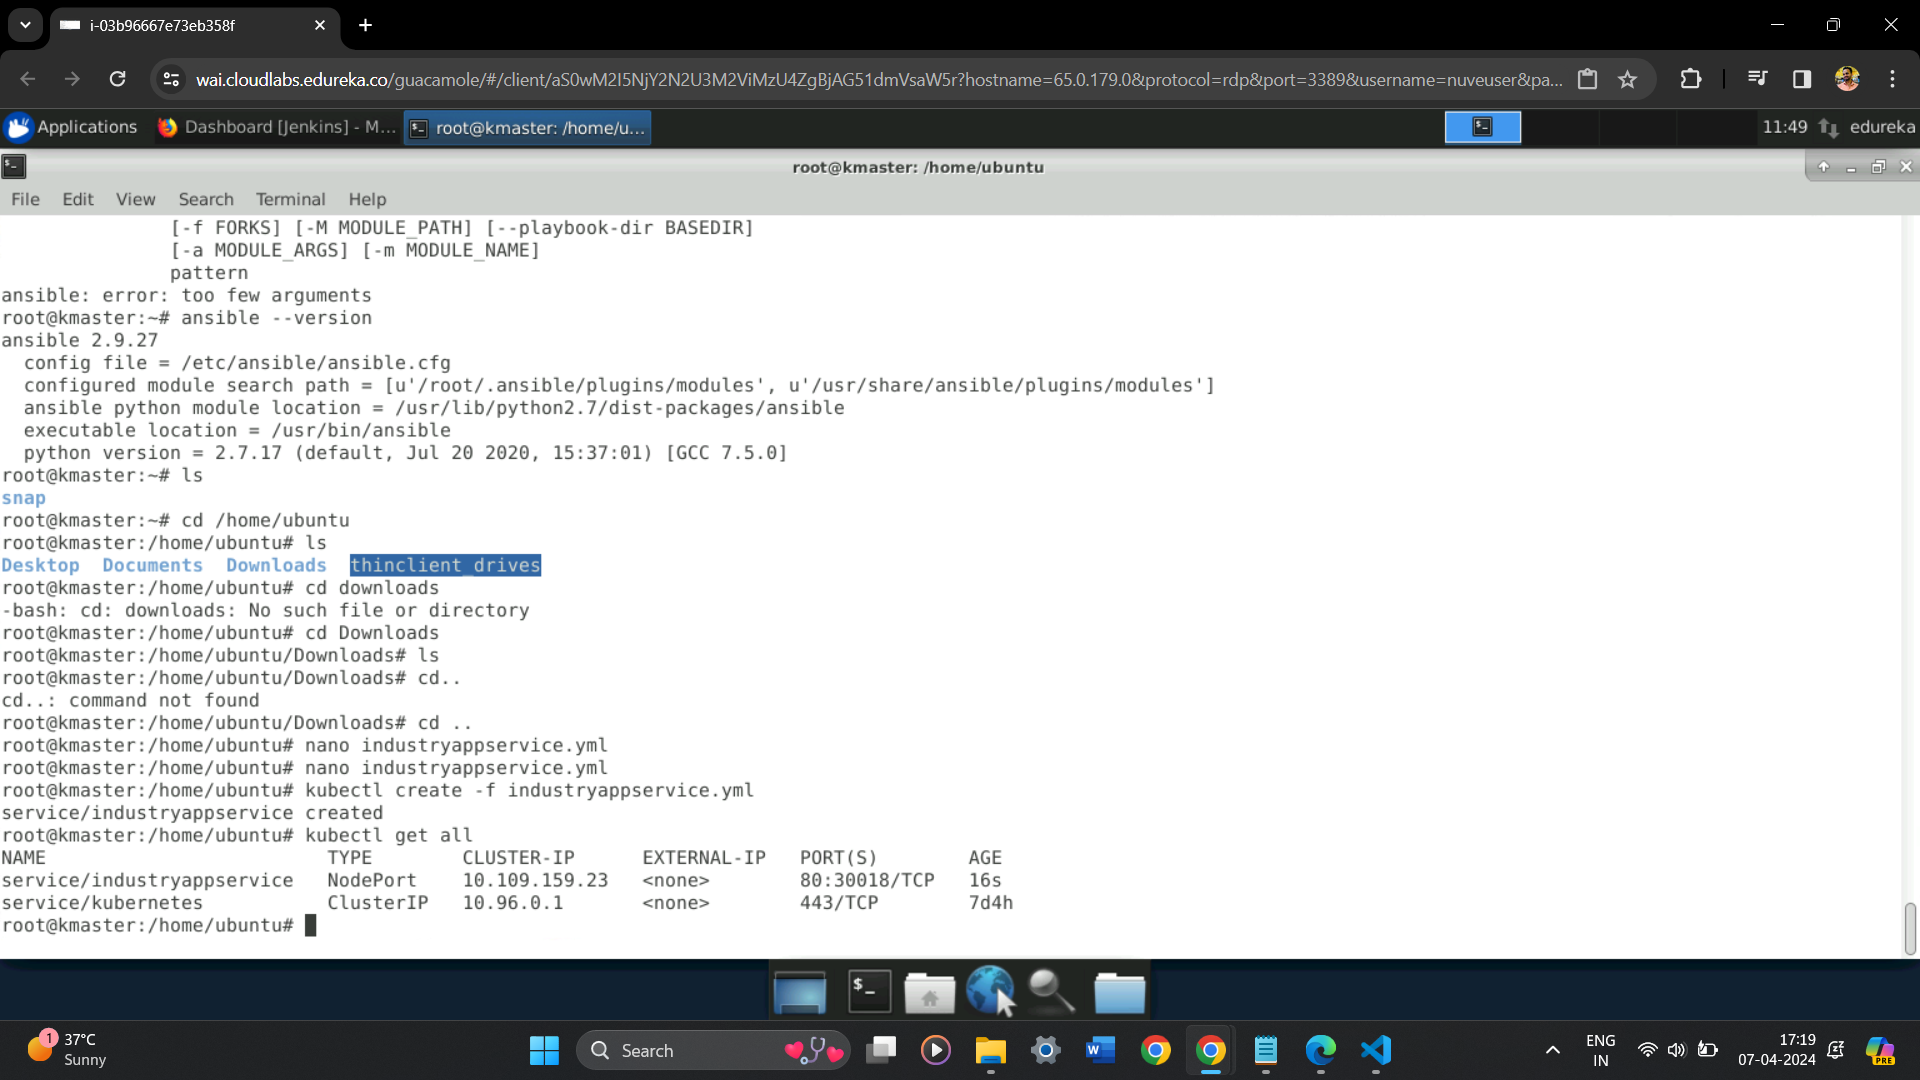 i-03b96667e73eb358f
wai.cloudlabs.edureka.co/guacamole/#/client/aS0wM2I5NjY2N2U3M2ViMzU4ZgBjAG51dmVsaW5r?hostname=65.0.179.0&protocol=rdp&port=3389&username=nuveuser&pa...
Applications Dashboard [Jenkins] - M... root@kmaster: /home/u... 11:49 edureka
root@kmaster: /home/ubuntu
File Edit View Search Terminal Help
[-f FORKS] [-M MODULE_PATH] [--playbook-dir BASEDIR]
[-a MODULE_ARGS] [-m MODULE_NAME]
pattern
ansible: error: too few arguments
root@kmaster:~# ansible --version
ansible 2.9.27
config file = /etc/ansible/ansible.cfg
configured module search path = [u'/root/.ansible/plugins/modules', u'/usr/share/ansible/plugins/modules']
ansible python module location = /usr/lib/python2.7/dist-packages/ansible
executable location = /usr/bin/ansible
python version = 2.7.17 (default, Jul 20 2020, 15:37:01) [GCC 7.5.0]
root@kmaster:~# ls
snap
root@kmaster:~# cd /home/ubuntu
root@kmaster:/home/ubuntu# ls
Desktop Documents Downloads thinclient_drives
root@kmaster:/home/ubuntu# cd downloads
-bash: cd: downloads: No such file or directory
root@kmaster:/home/ubuntu# cd Downloads
root@kmaster:/home/ubuntu/Downloads# ls
root@kmaster:/home/ubuntu/Downloads# cd..
cd..: command not found
root@kmaster:/home/ubuntu/Downloads# cd ..
root@kmaster:/home/ubuntu# nano industryappservice.yml
root@kmaster:/home/ubuntu# nano industryappservice.yml
root@kmaster:/home/ubuntu# kubectl create -f industryappservice.yml
service/industryappservice created
root@kmaster:/home/ubuntu# kubectl get all
NAME TYPE CLUSTER-IP EXTERNAL-IP PORT(S) AGE
service/industryappservice NodePort 10.109.159.23 <none> 80:30018/TCP 16s
service/kubernetes ClusterIP 10.96.0.1 <none> 443/TCP 7d4h
root@kmaster:/home/ubuntu#
1 37°C
Sunny
Search
ENG
IN
17:19
07-04-2024
PRE